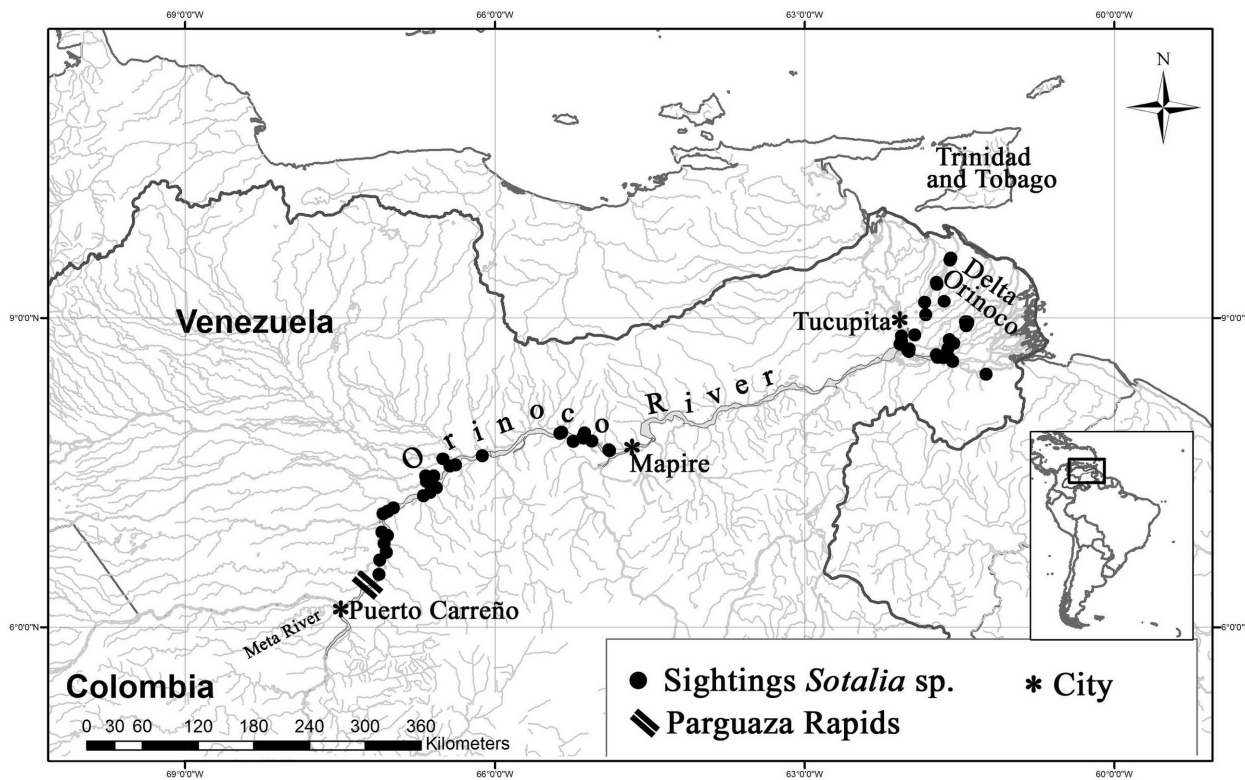 69°0'0"W 66°0'0"W 63°0'0"W 60°0'0"W
N
Trinidad
and Tobago
Delta
Orinoco
Venezuela
Tucupita
9°0'0"N 9°0'0"N
Orinoco River
Mapire
Puerto Carreño
Meta River
6°0'0"N 6°0'0"N
Colombia
Sightings Sotalia sp.
City
Parguaza Rapids
0 30 60 120 180 240 300 360
Kilometers
69°0'0"W 66°0'0"W 63°0'0"W 60°0'0"W